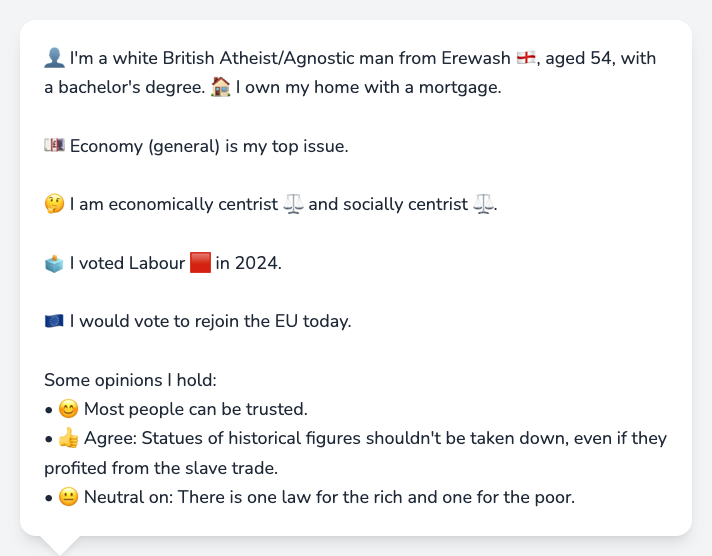 👤 I'm a white British Atheist/Agnostic man from Erewash 🏴󠁧󠁢󠁥󠁮󠁧󠁿, aged 54, with
a bachelor's degree. 🏠 I own my home with a mortgage.
💷 Economy (general) is my top issue.
🤔 I am economically centrist ⚖️ and socially centrist ⚖️.
🗳️ I voted Labour 🟥 in 2024.
🇪🇺 I would vote to rejoin the EU today.
Some opinions I hold:
• 😊 Most people can be trusted.
• 👍 Agree: Statues of historical figures shouldn't be taken down, even if they
profited from the slave trade.
• 😐 Neutral on: There is one law for the rich and one for the poor.